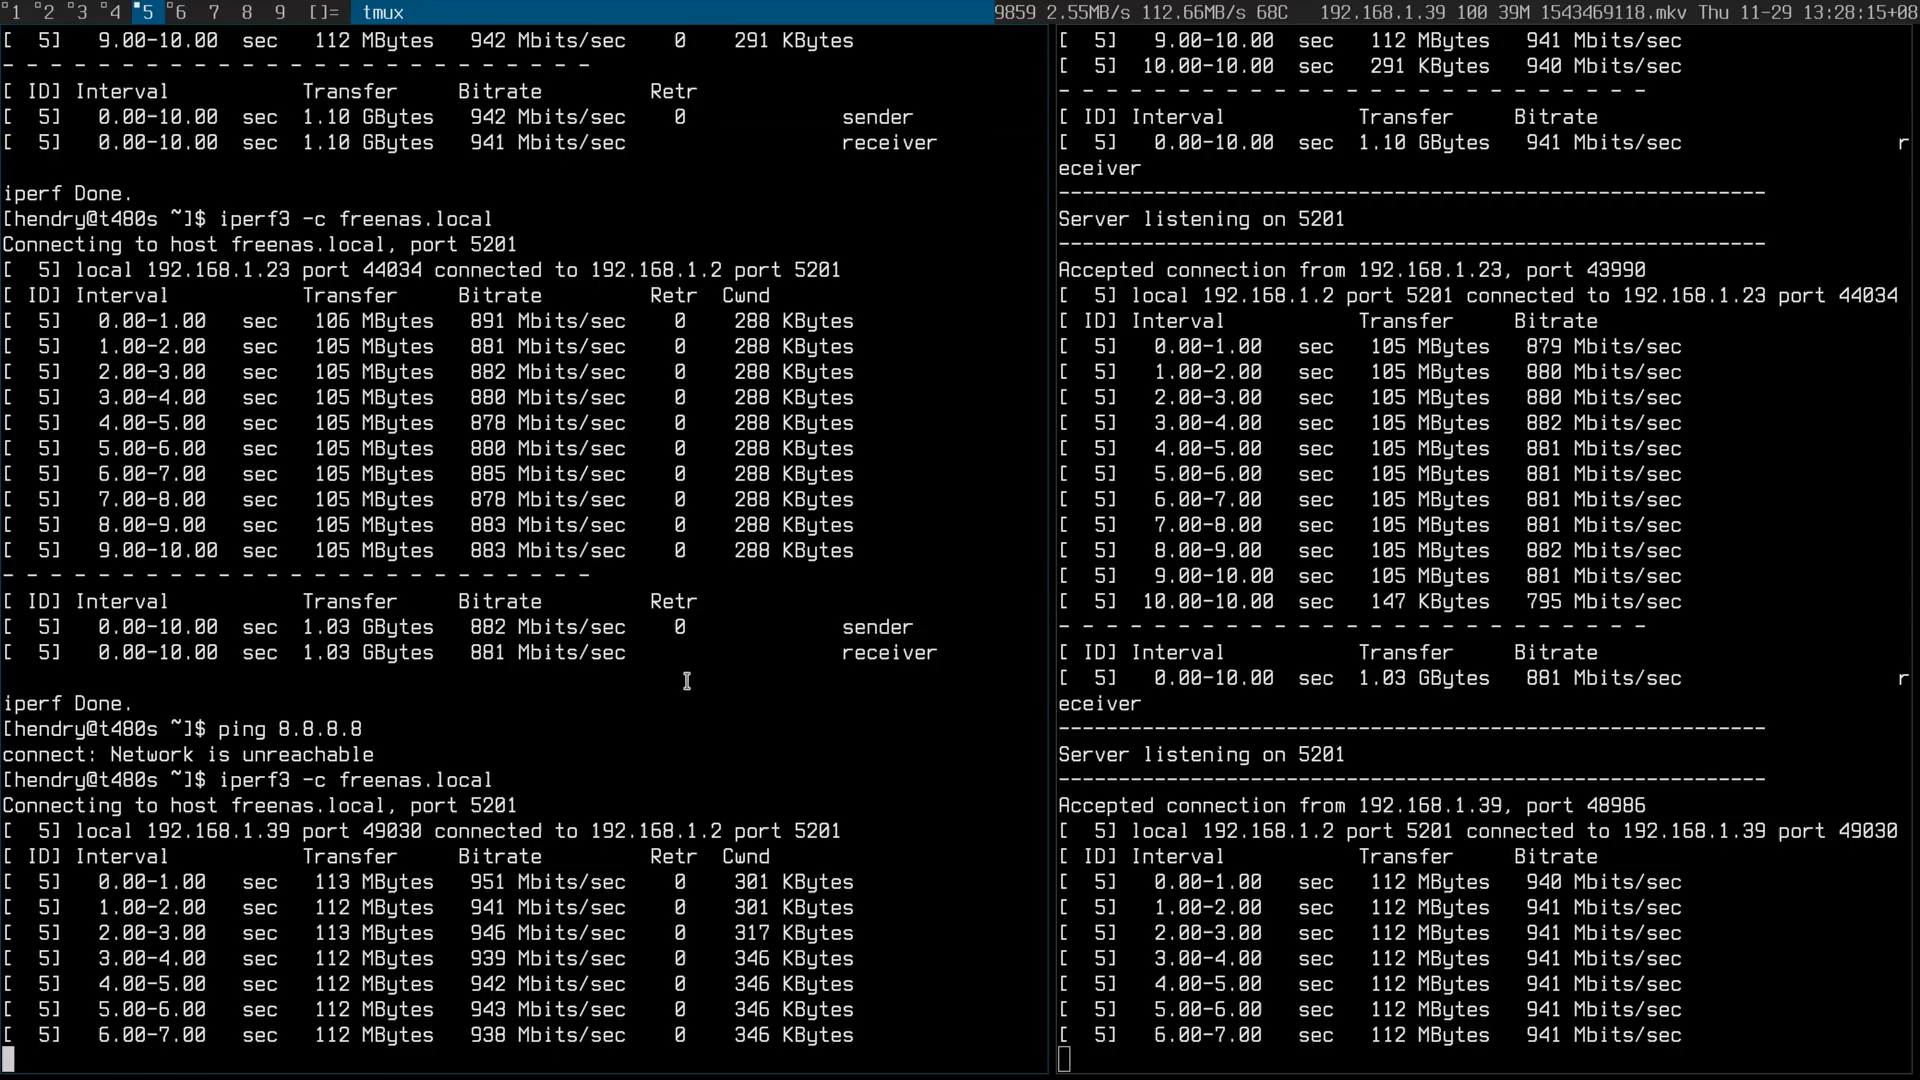 1 2 3 4 5 6 7 8 9 []= tmux 9859 2.55MB/s 112.66MB/s 68C 192.168.1.39 100 39M 1543469118.mkv Thu 11-29 13:28:15+08
[  5]   9.00-10.00  sec   112 MBytes   942 Mbits/sec    0    291 KBytes
- - - - - - - - - - - - - - - - - - - - - - - - -
[ ID] Interval           Transfer     Bitrate         Retr
[  5]   0.00-10.00  sec  1.10 GBytes   942 Mbits/sec    0             sender
[  5]   0.00-10.00  sec  1.10 GBytes   941 Mbits/sec                  receiver
iperf Done.
[hendry@t480s ~]$ iperf3 -c freenas.local
Connecting to host freenas.local, port 5201
[  5] local 192.168.1.23 port 44034 connected to 192.168.1.2 port 5201
[ ID] Interval           Transfer     Bitrate         Retr  Cwnd
[  5]   0.00-1.00   sec   106 MBytes   891 Mbits/sec    0    288 KBytes
[  5]   1.00-2.00   sec   105 MBytes   881 Mbits/sec    0    288 KBytes
[  5]   2.00-3.00   sec   105 MBytes   882 Mbits/sec    0    288 KBytes
[  5]   3.00-4.00   sec   105 MBytes   880 Mbits/sec    0    288 KBytes
[  5]   4.00-5.00   sec   105 MBytes   878 Mbits/sec    0    288 KBytes
[  5]   5.00-6.00   sec   105 MBytes   880 Mbits/sec    0    288 KBytes
[  5]   6.00-7.00   sec   105 MBytes   885 Mbits/sec    0    288 KBytes
[  5]   7.00-8.00   sec   105 MBytes   878 Mbits/sec    0    288 KBytes
[  5]   8.00-9.00   sec   105 MBytes   883 Mbits/sec    0    288 KBytes
[  5]   9.00-10.00  sec   105 MBytes   883 Mbits/sec    0    288 KBytes
- - - - - - - - - - - - - - - - - - - - - - - - -
[ ID] Interval           Transfer     Bitrate         Retr
[  5]   0.00-10.00  sec  1.03 GBytes   882 Mbits/sec    0             sender
[  5]   0.00-10.00  sec  1.03 GBytes   881 Mbits/sec                  receiver
iperf Done.
[hendry@t480s ~]$ ping 8.8.8.8
connect: Network is unreachable
[hendry@t480s ~]$ iperf3 -c freenas.local
Connecting to host freenas.local, port 5201
[  5] local 192.168.1.39 port 49030 connected to 192.168.1.2 port 5201
[ ID] Interval           Transfer     Bitrate         Retr  Cwnd
[  5]   0.00-1.00   sec   113 MBytes   951 Mbits/sec    0    301 KBytes
[  5]   1.00-2.00   sec   112 MBytes   941 Mbits/sec    0    301 KBytes
[  5]   2.00-3.00   sec   113 MBytes   946 Mbits/sec    0    317 KBytes
[  5]   3.00-4.00   sec   112 MBytes   939 Mbits/sec    0    346 KBytes
[  5]   4.00-5.00   sec   112 MBytes   942 Mbits/sec    0    346 KBytes
[  5]   5.00-6.00   sec   112 MBytes   943 Mbits/sec    0    346 KBytes
[  5]   6.00-7.00   sec   112 MBytes   938 Mbits/sec    0    346 KBytes
[  5]   9.00-10.00  sec   112 MBytes   941 Mbits/sec
[  5]  10.00-10.00  sec   291 KBytes   940 Mbits/sec
- - - - - - - - - - - - - - - - - - - - - - - - -
[ ID] Interval           Transfer     Bitrate
[  5]   0.00-10.00  sec  1.10 GBytes   941 Mbits/sec                  r
eceiver
-----------------------------------------------------------
Server listening on 5201
-----------------------------------------------------------
Accepted connection from 192.168.1.23, port 43990
[  5] local 192.168.1.2 port 5201 connected to 192.168.1.23 port 44034
[ ID] Interval           Transfer     Bitrate
[  5]   0.00-1.00   sec   105 MBytes   879 Mbits/sec
[  5]   1.00-2.00   sec   105 MBytes   880 Mbits/sec
[  5]   2.00-3.00   sec   105 MBytes   880 Mbits/sec
[  5]   3.00-4.00   sec   105 MBytes   882 Mbits/sec
[  5]   4.00-5.00   sec   105 MBytes   881 Mbits/sec
[  5]   5.00-6.00   sec   105 MBytes   881 Mbits/sec
[  5]   6.00-7.00   sec   105 MBytes   881 Mbits/sec
[  5]   7.00-8.00   sec   105 MBytes   881 Mbits/sec
[  5]   8.00-9.00   sec   105 MBytes   882 Mbits/sec
[  5]   9.00-10.00  sec   105 MBytes   881 Mbits/sec
[  5]  10.00-10.00  sec   147 KBytes   795 Mbits/sec
- - - - - - - - - - - - - - - - - - - - - - - - -
[ ID] Interval           Transfer     Bitrate
[  5]   0.00-10.00  sec  1.03 GBytes   881 Mbits/sec                  r
eceiver
-----------------------------------------------------------
Server listening on 5201
-----------------------------------------------------------
Accepted connection from 192.168.1.39, port 48986
[  5] local 192.168.1.2 port 5201 connected to 192.168.1.39 port 49030
[ ID] Interval           Transfer     Bitrate
[  5]   0.00-1.00   sec   112 MBytes   940 Mbits/sec
[  5]   1.00-2.00   sec   112 MBytes   941 Mbits/sec
[  5]   2.00-3.00   sec   112 MBytes   941 Mbits/sec
[  5]   3.00-4.00   sec   112 MBytes   941 Mbits/sec
[  5]   4.00-5.00   sec   112 MBytes   941 Mbits/sec
[  5]   5.00-6.00   sec   112 MBytes   941 Mbits/sec
[  5]   6.00-7.00   sec   112 MBytes   941 Mbits/sec